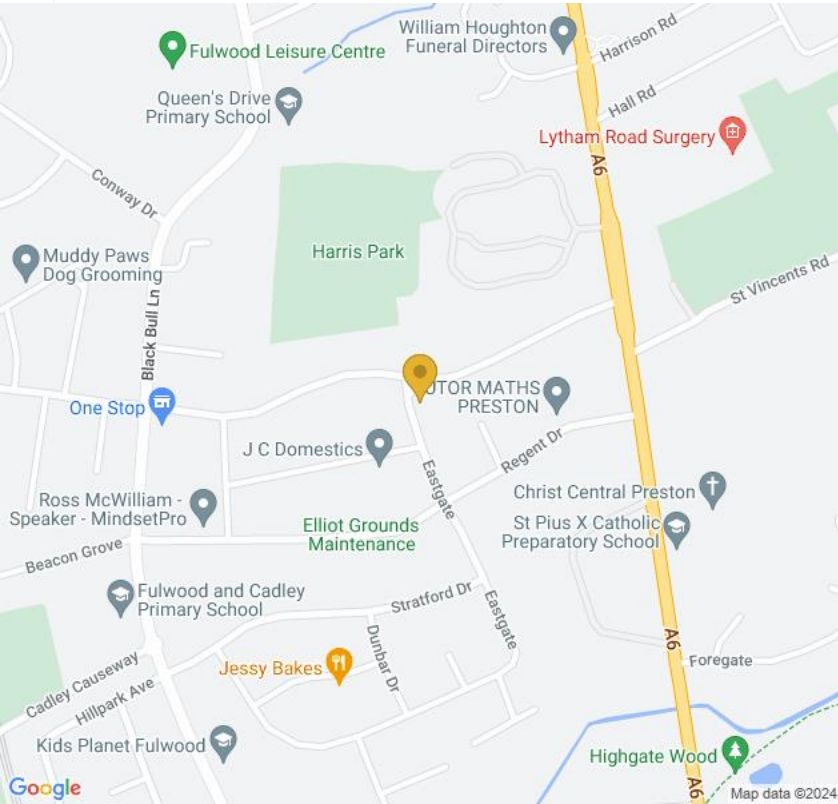 William Houghton
Funeral Directors
Harrison Rd
Fulwood Leisure Centre
Hall Rd
Queen's Drive
Primary School
Lytham Road Surgery
A6
Conway Dr
Muddy Paws
Dog Grooming
Harris Park
St Vincents Rd
Black Bull Ln
One Stop
UTOR MATHS
PRESTON
J C Domestics
Regent Dr
Eastgate
Christ Central Preston
Ross McWilliam -
Speaker - MindsetPro
Elliot Grounds
Maintenance
St Pius X Catholic
Preparatory School
Beacon Grove
Fulwood and Cadley
Primary School
Stratford Dr
Eastgate
Dunbar Dr
A6
Foregate
Jessy Bakes
Cadley Causeway
Hillpark Ave
Kids Planet Fulwood
Highgate Wood
A6
Google
Map data ©2024